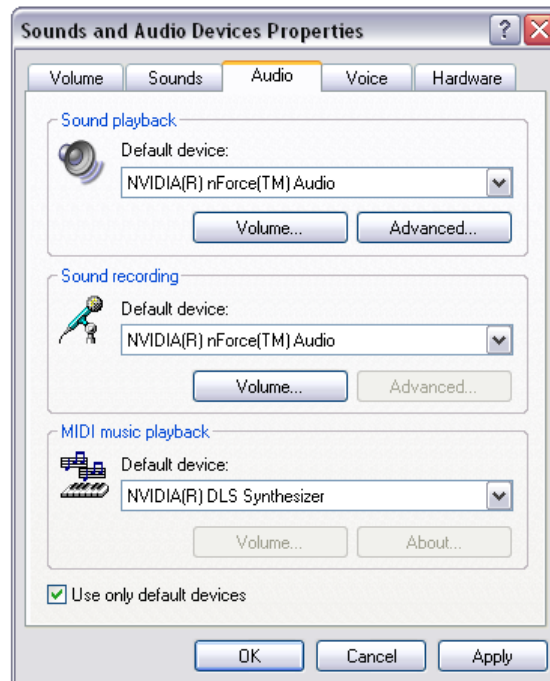 Sounds and Audio Devices Properties
Volume Sounds Audio Voice Hardware
Sound playback
Default device:
NVIDIA(R) nForce(TM) Audio
Volume... Advanced...
Sound recording
Default device:
NVIDIA(R) nForce(TM) Audio
Volume... Advanced...
MIDI music playback
Default device:
NVIDIA(R) DLS Synthesizer
Volume... About...
Use only default devices
OK Cancel Apply